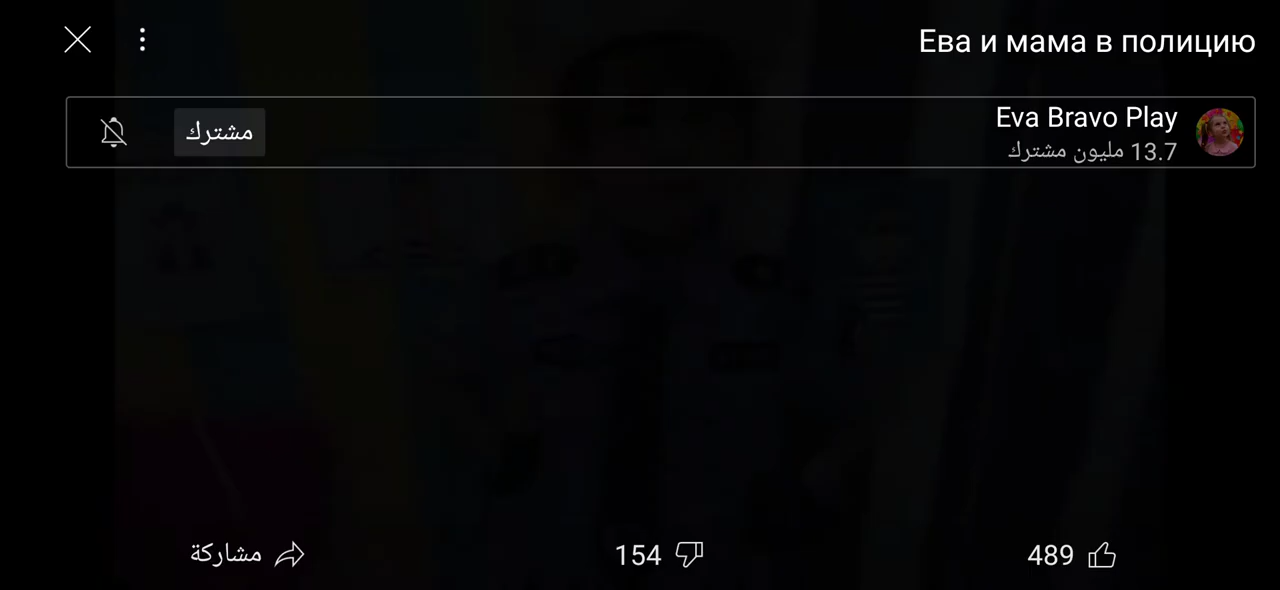 Ева и мама в полицию
Eva Bravo Play
13.7 مليون مشترك
مشترك
489
154
مشاركة